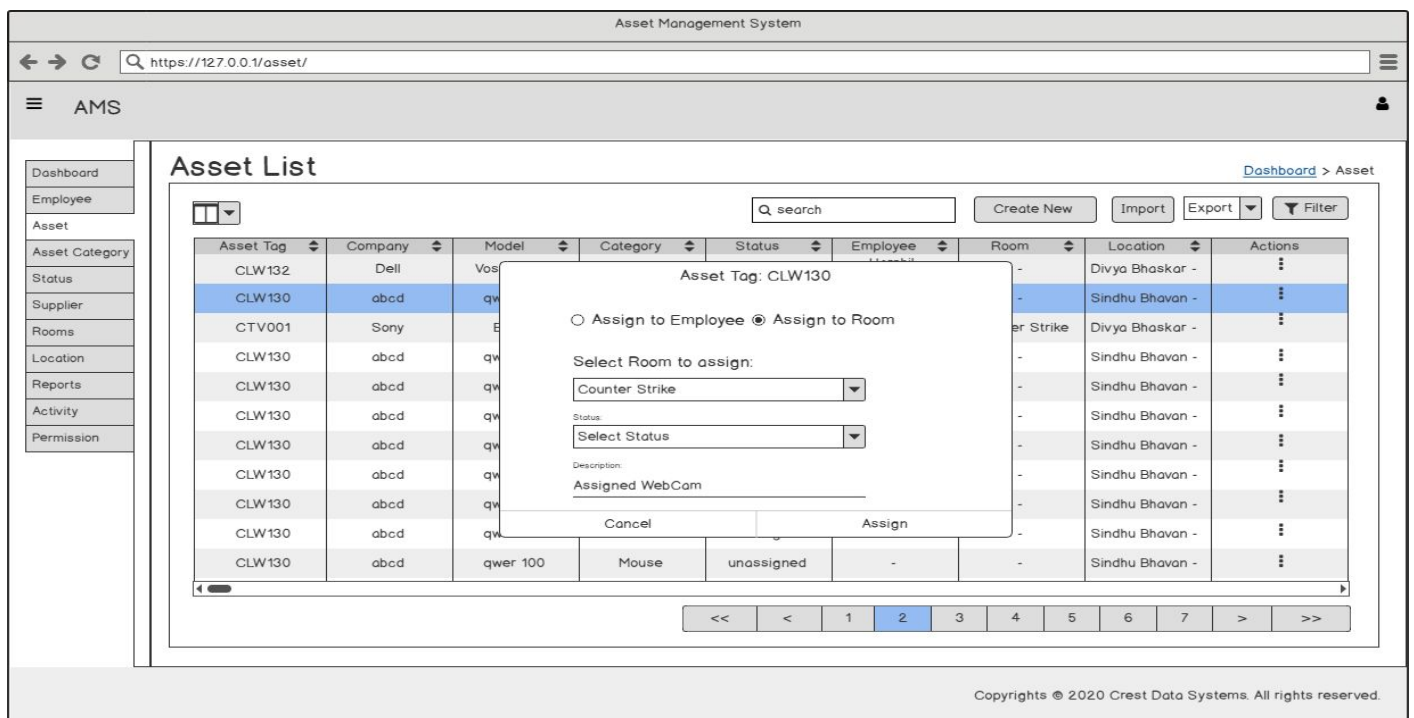 Asset Management System
https://127.0.0.1/asset/
AMS
Dashboard
Employee
Asset
Asset Category
Status
Supplier
Rooms
Location
Reports
Activity
Permission
Asset List
Dashboard > Asset
search Create New Import Export Filter
Asset Tag Company Model Category Status Employee Room Location Actions
CLW132 Dell - Divya Bhaskar -
CLW130 abcd - Sindhu Bhavan -
CTV001 Sony Strike Divya Bhaskar -
CLW130 abcd - Sindhu Bhavan -
CLW130 abcd - Sindhu Bhavan -
CLW130 abcd - Sindhu Bhavan -
CLW130 abcd - Sindhu Bhavan -
CLW130 abcd - Sindhu Bhavan -
CLW130 abcd - Sindhu Bhavan -
CLW130 abcd - Sindhu Bhavan -
CLW130 abcd qwer 100 Mouse unassigned - - Sindhu Bhavan -
Asset Tag: CLW130
Assign to Employee Assign to Room
Select Room to assign:
Counter Strike
Status:
Select Status
Description:
Assigned WebCam
Cancel Assign
<< < 1 2 3 4 5 6 7 > >>
Copyrights © 2020 Crest Data Systems. All rights reserved.